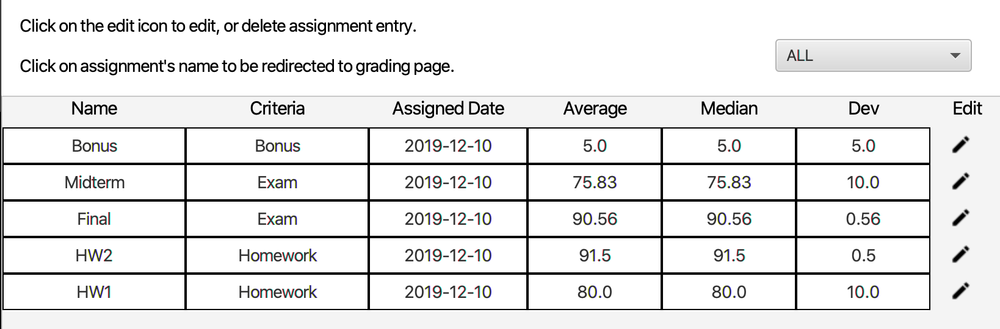 Click on the edit icon to edit, or delete assignment entry.
Click on assignment's name to be redirected to grading page.
ALL
Name Criteria Assigned Date Average Median Dev Edit
Bonus Bonus 2019-12-10 5.0 5.0 5.0
Midterm Exam 2019-12-10 75.83 75.83 10.0
Final Exam 2019-12-10 90.56 90.56 0.56
HW2 Homework 2019-12-10 91.5 91.5 0.5
HW1 Homework 2019-12-10 80.0 80.0 10.0